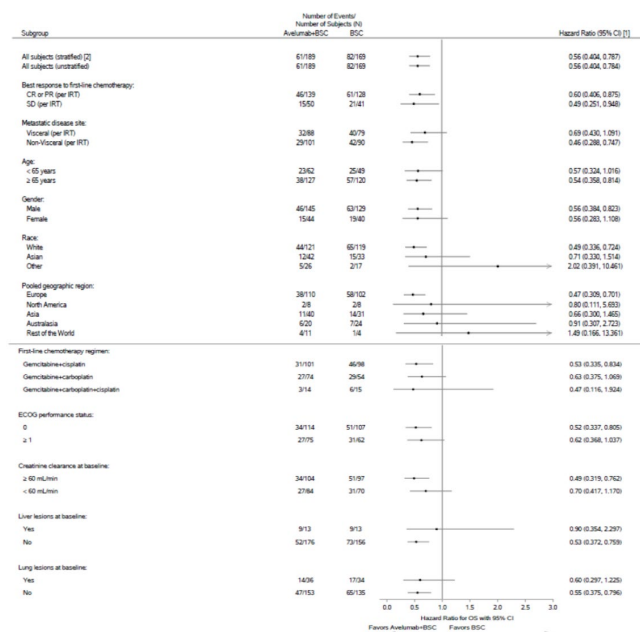 Number of Events/
Number of Subjects (N)
Subgroup Avelumab+BSC BSC Hazard Ratio (95% CI) [1]
All subjects (stratified) [2] 61/189 82/169 0.56 (0.404, 0.787)
All subjects (unstratified) 61/189 82/169 0.56 (0.404, 0.784)
Best response to first-line chemotherapy:
CR or PR (per IRT) 46/139 61/128 0.60 (0.406, 0.875)
SD (per IRT) 15/50 21/41 0.49 (0.251, 0.948)
Metastatic disease site:
Visceral (per IRT) 32/88 40/79 0.69 (0.430, 1.091)
Non-Visceral (per IRT) 29/101 42/90 0.46 (0.288, 0.747)
Age:
< 65 years 23/62 25/49 0.57 (0.324, 1.016)
≥ 65 years 38/127 57/120 0.54 (0.358, 0.814)
Gender:
Male 46/145 63/129 0.56 (0.384, 0.823)
Female 15/44 19/40 0.56 (0.283, 1.108)
Race:
White 44/121 65/119 0.49 (0.336, 0.724)
Asian 12/42 15/33 0.71 (0.330, 1.514)
Other 5/26 2/17 2.02 (0.391, 10.461)
Pooled geographic region:
Europe 38/110 58/102 0.47 (0.309, 0.701)
North America 2/8 2/8 0.80 (0.111, 5.693)
Asia 11/40 14/31 0.66 (0.300, 1.465)
Australasia 6/20 7/24 0.91 (0.307, 2.723)
Rest of the World 4/11 1/4 1.49 (0.166, 13.361)
First-line chemotherapy regimen:
Gemcitabine+cisplatin 31/101 46/98 0.53 (0.335, 0.834)
Gemcitabine+carboplatin 27/74 29/54 0.63 (0.375, 1.069)
Gemcitabine+carboplatin+cisplatin 3/14 6/15 0.47 (0.116, 1.924)
ECOG performance status:
0 34/114 51/107 0.52 (0.337, 0.805)
≥ 1 27/75 31/62 0.62 (0.368, 1.037)
Creatinine clearance at baseline:
≥ 60 mL/min 34/104 51/97 0.49 (0.319, 0.762)
< 60 mL/min 27/84 31/70 0.70 (0.417, 1.170)
Liver lesions at baseline:
Yes 9/13 9/13 0.90 (0.354, 2.297)
No 52/176 73/156 0.53 (0.372, 0.759)
Lung lesions at baseline:
Yes 14/36 17/34 0.60 (0.297, 1.225)
No 47/153 65/135 0.55 (0.375, 0.796)
0.0 0.5 1.0 1.5 2.0 2.5 3.0
Hazard Ratio for OS with 95% CI
Favors Avelumab+BSC Favors BSC